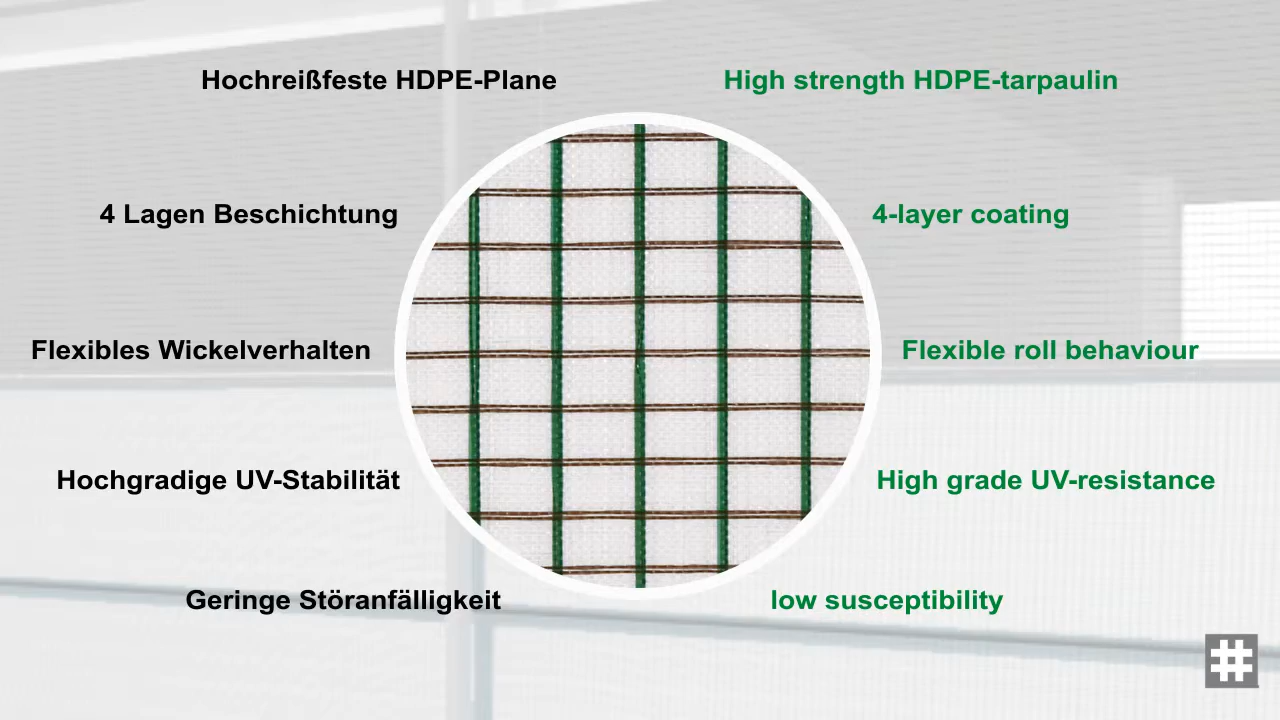 Hochreißfeste HDPE-Plane
High strength HDPE-tarpaulin
4 Lagen Beschichtung
4-layer coating
Flexibles Wickelverhalten
Flexible roll behaviour
Hochgradige UV-Stabilität
High grade UV-resistance
Geringe Störanfälligkeit
low susceptibility